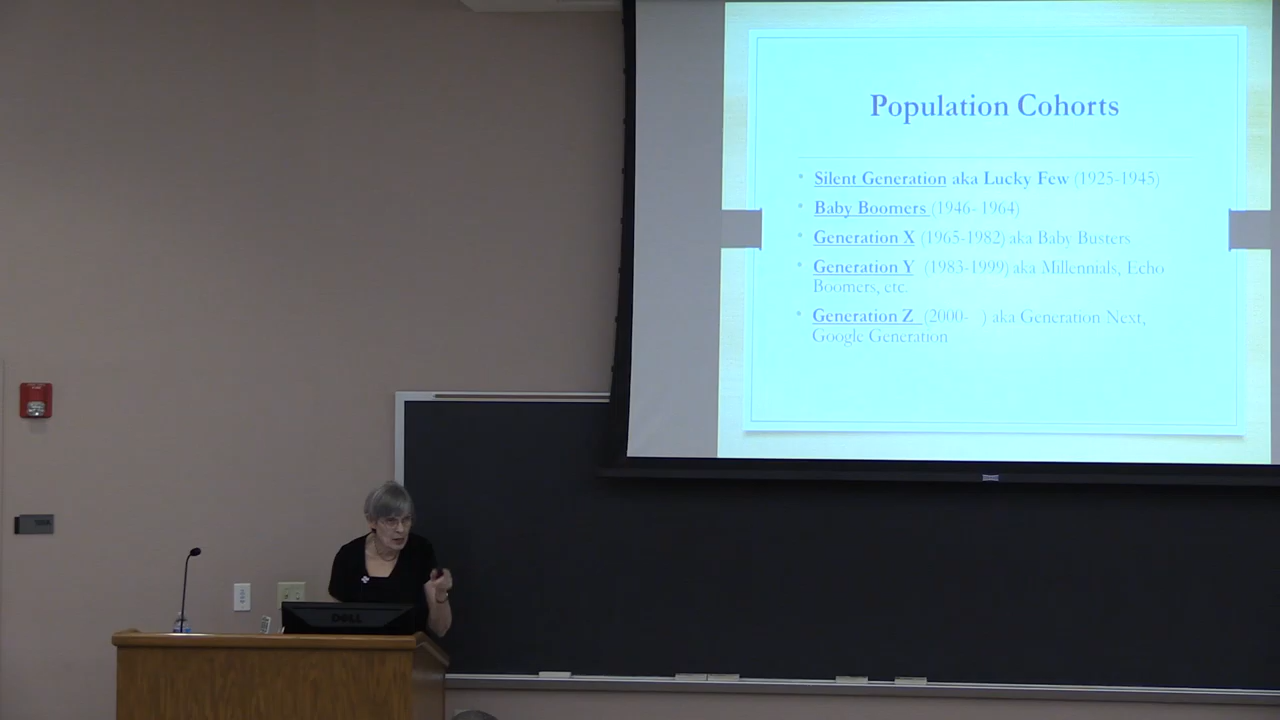 Population Cohorts
• Silent Generation aka Lucky Few (1925-1945)
• Baby Boomers (1946- 1964)
• Generation X (1965-1982) aka Baby Busters
• Generation Y (1983-1999) aka Millennials, Echo
Boomers, etc.
• Generation Z (2000- ) aka Generation Next,
Google Generation
DELL